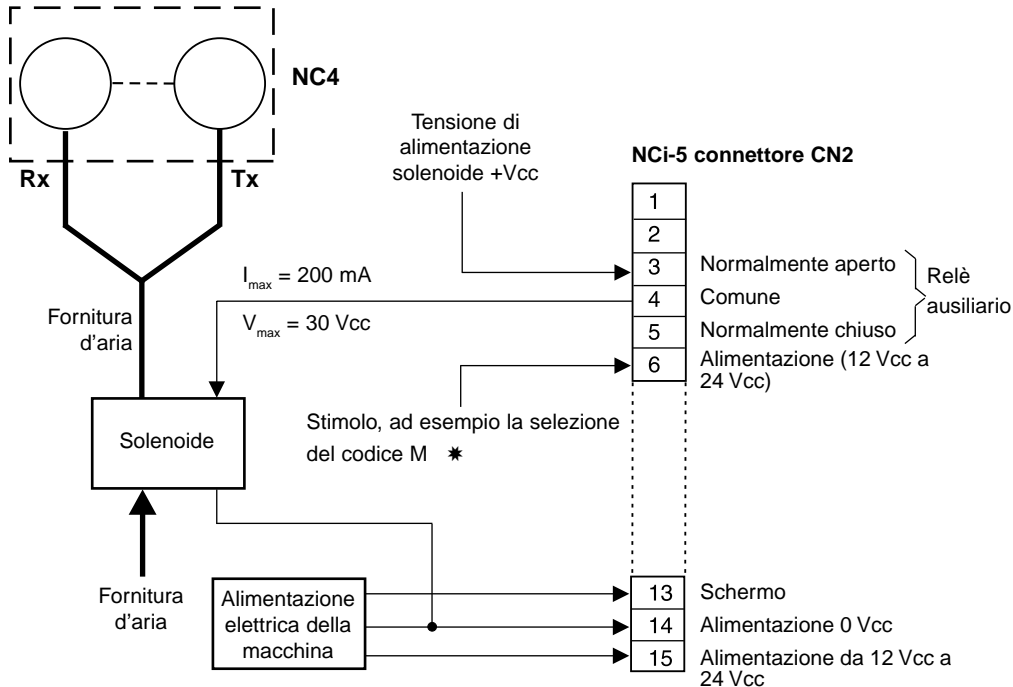 NC4
Rx
Tx
Tensione di
alimentazione
solenoide +Vcc
NCi-5 connettore CN2
1
2
3 Normalmente aperto
4 Comune
5 Normalmente chiuso
6 Alimentazione (12 Vcc a
24 Vcc)
Relè
ausiliario
Imax = 200 mA
Vmax = 30 Vcc
Fornitura
d'aria
Solenoide
Stimolo, ad esempio la selezione
del codice M ✷
Fornitura
d'aria
Alimentazione
elettrica della
macchina
13 Schermo
14 Alimentazione 0 Vcc
15 Alimentazione da 12 Vcc a
24 Vcc